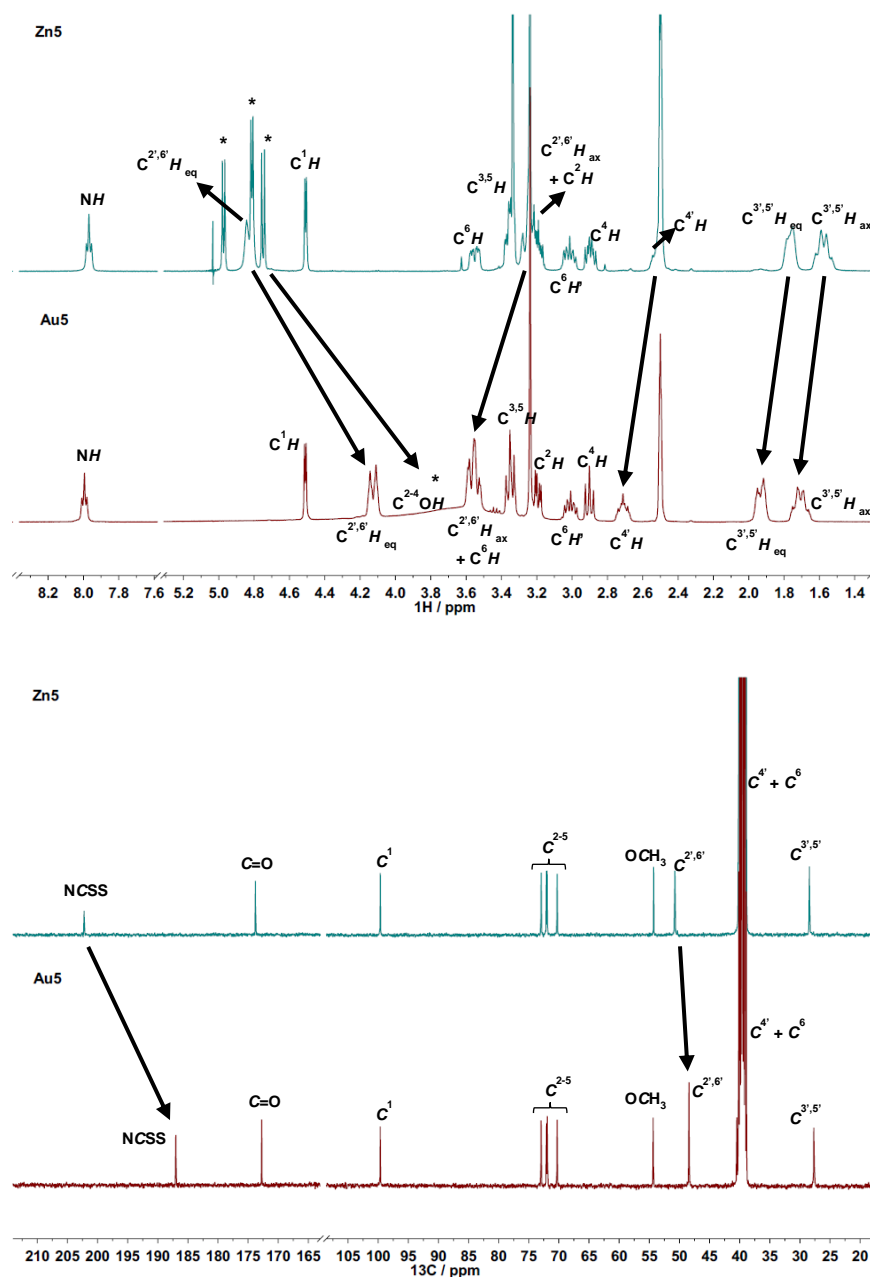 Zn5
*
*
*
C2',6'Heq
C1H
NH
C3,5H
C2',6'Hax
+ C2H
C6H
C6H'
C4H
C4'H
C3',5'Heq
C3',5'Hax
Au5
NH
C1H
C2',6'Heq
*
C2-4OH
C3,5H
C2',6'Hax
+ C6H
C2H
C6H'
C4H
C4'H
C3',5'Heq
C3',5'Hax
8.2 8.0 7.8 7.6 5.2 5.0 4.8 4.6 4.4 4.2 4.0 3.8 3.6 3.4 3.2 3.0 2.8 2.6 2.4 2.2 2.0 1.8 1.6 1.4
1H / ppm
Zn5
NCSS
C=O
C1
C2-5
OCH3
C2',6'
C4' + C6
C3',5'
Au5
NCSS
C=O
C1
C2-5
OCH3
C2',6'
C4' + C6
C3',5'
210 205 200 195 190 185 180 175 170 165 105 100 95 90 85 80 75 70 65 60 55 50 45 40 35 30 25 20
13C / ppm